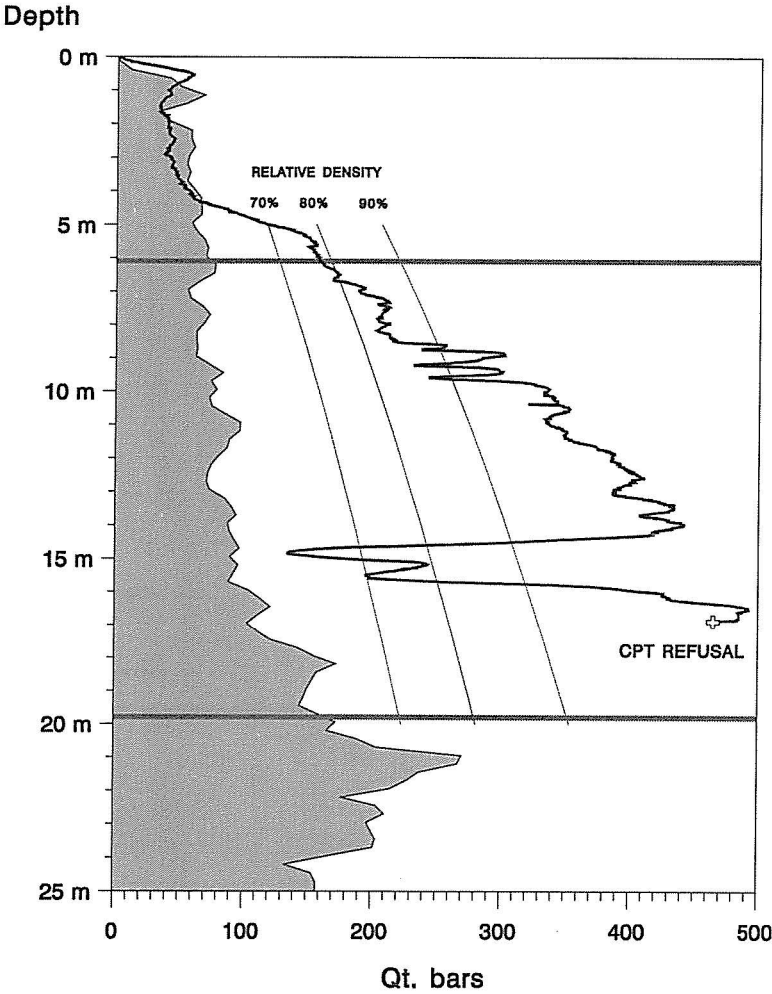 Depth
0 m
RELATIVE DENSITY
70% 80% 90%
5 m
10 m
15 m
CPT REFUSAL
20 m
25 m
0 100 200 300 400 500
Qt. bars